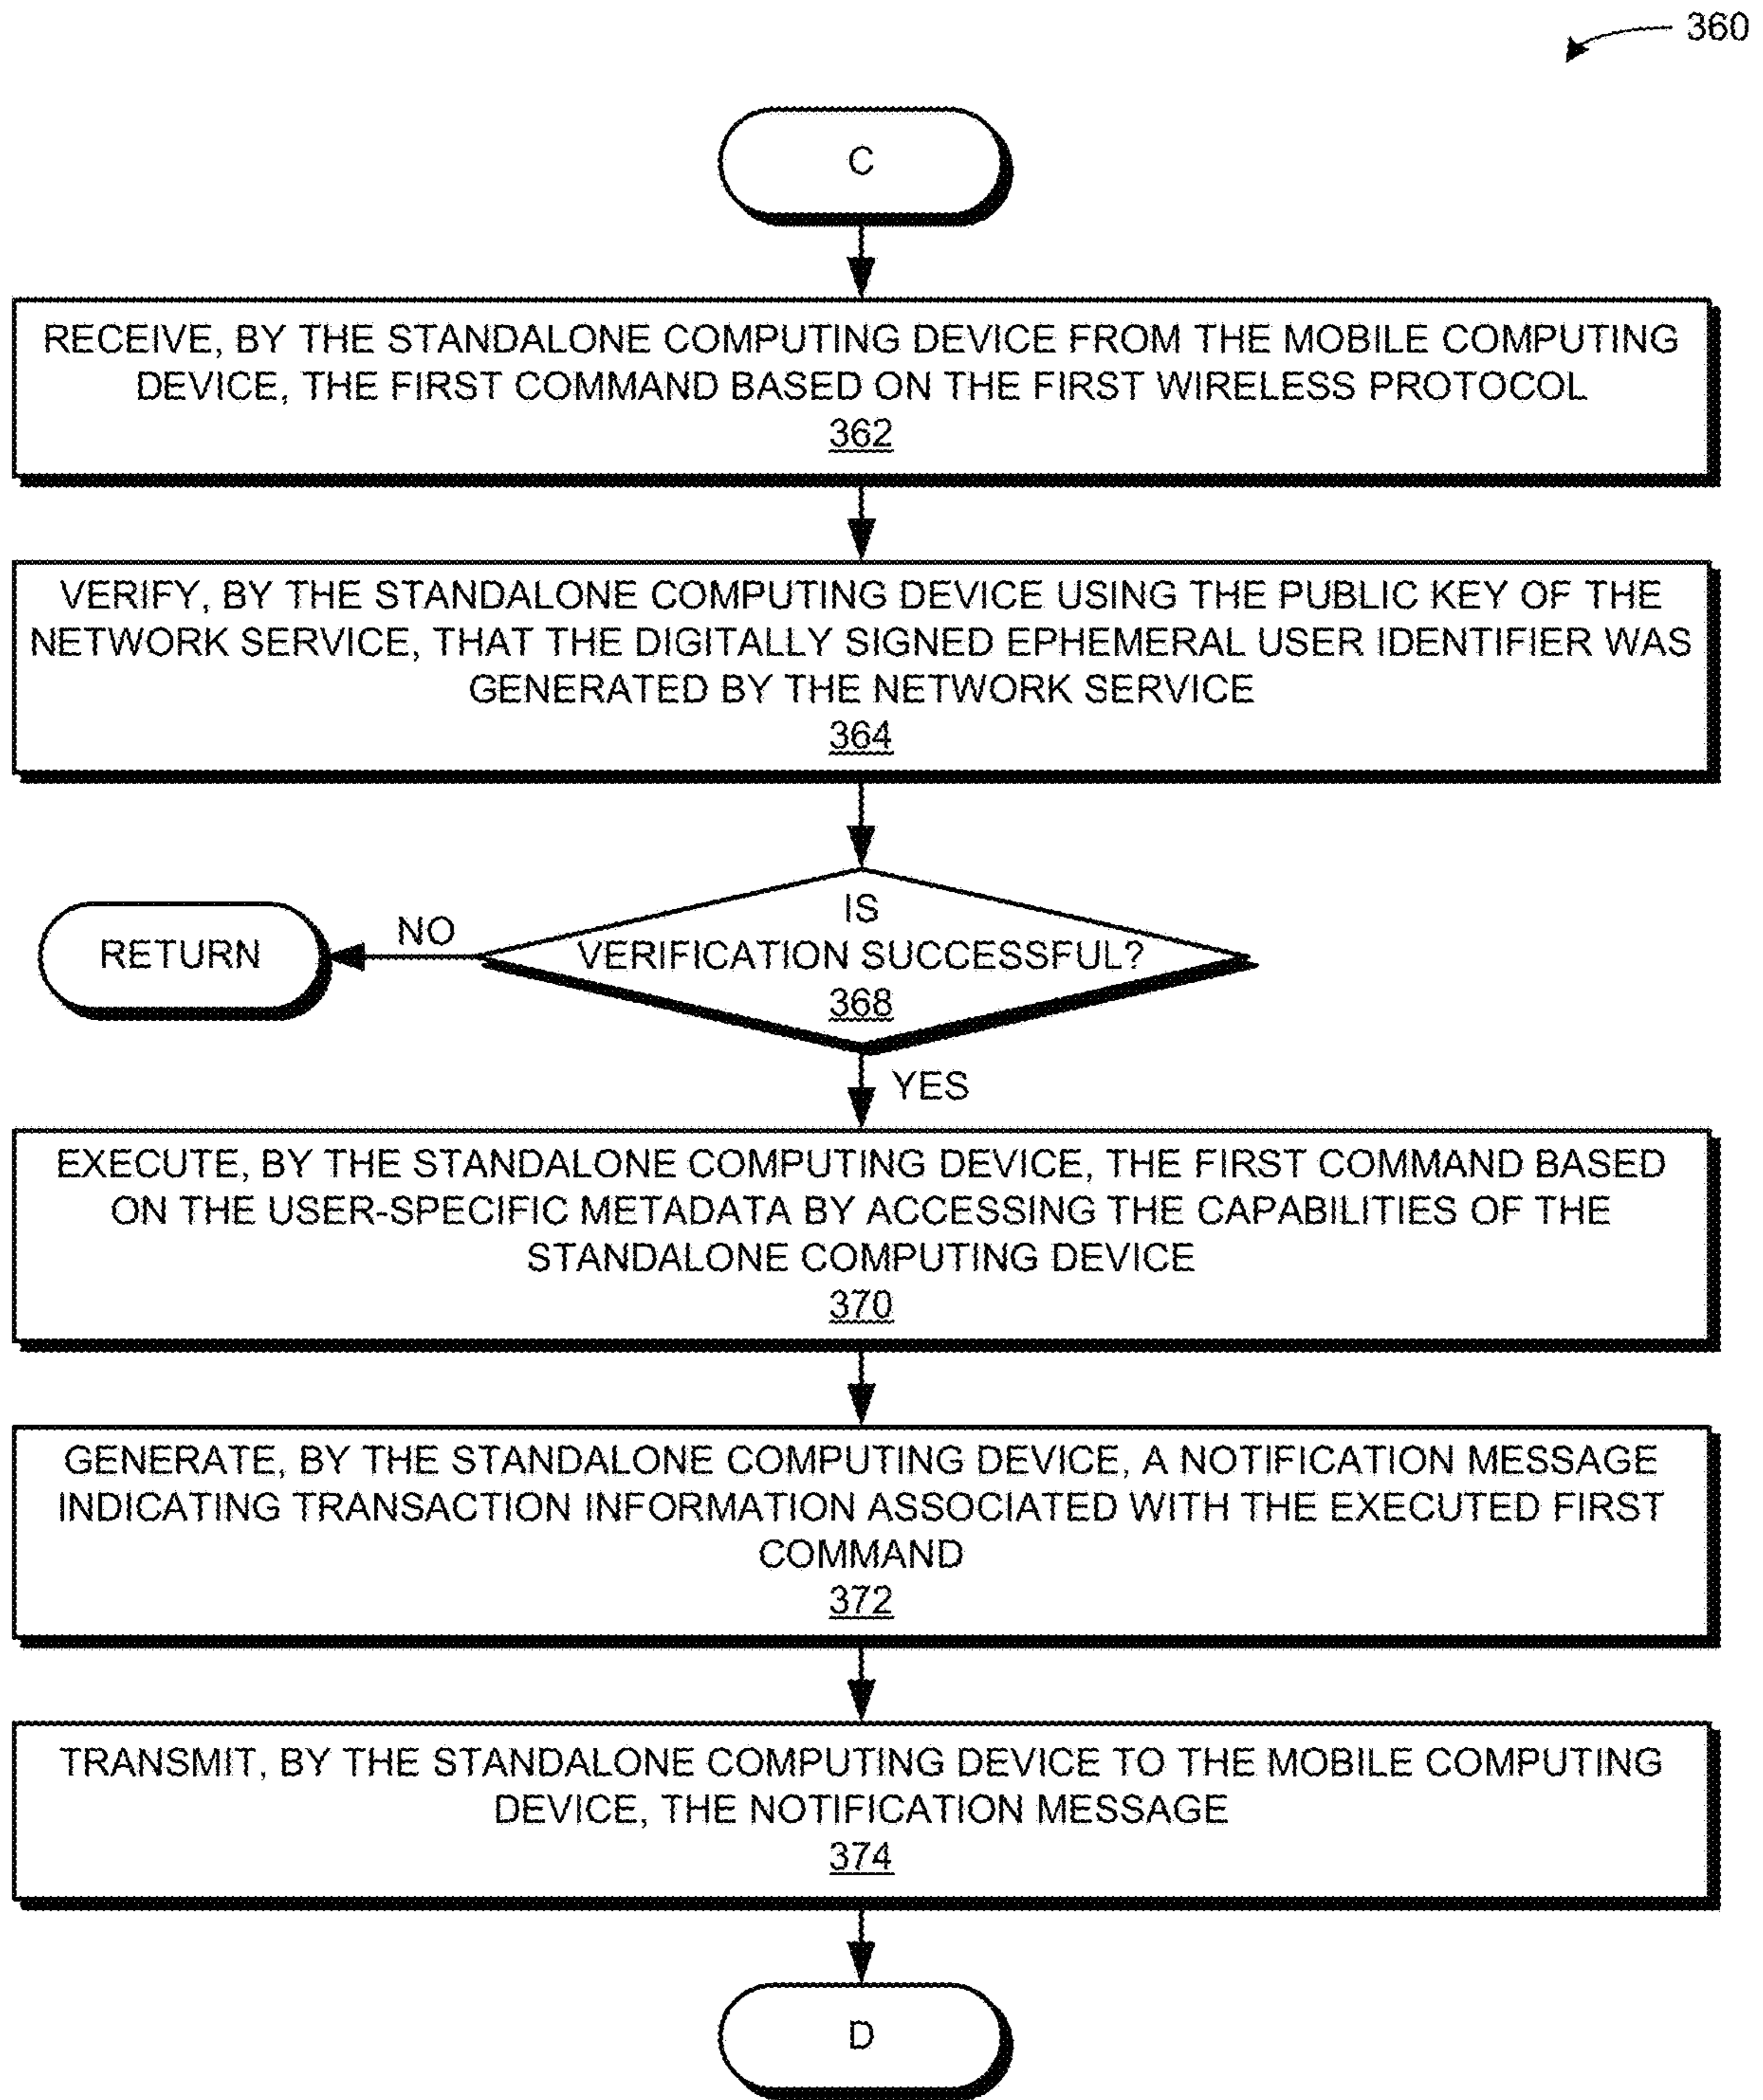 360
C
RECEIVE, BY THE STANDALONE COMPUTING DEVICE FROM THE MOBILE COMPUTING
DEVICE, THE FIRST COMMAND BASED ON THE FIRST WIRELESS PROTOCOL
362
VERIFY, BY THE STANDALONE COMPUTING DEVICE USING THE PUBLIC KEY OF THE
NETWORK SERVICE, THAT THE DIGITALLY SIGNED EPHEMERAL USER IDENTIFIER WAS
GENERATED BY THE NETWORK SERVICE
364
IS
VERIFICATION SUCCESSFUL?
368
NO
RETURN
YES
EXECUTE, BY THE STANDALONE COMPUTING DEVICE, THE FIRST COMMAND BASED
ON THE USER-SPECIFIC METADATA BY ACCESSING THE CAPABILITIES OF THE
STANDALONE COMPUTING DEVICE
370
GENERATE, BY THE STANDALONE COMPUTING DEVICE, A NOTIFICATION MESSAGE
INDICATING TRANSACTION INFORMATION ASSOCIATED WITH THE EXECUTED FIRST
COMMAND
372
TRANSMIT, BY THE STANDALONE COMPUTING DEVICE TO THE MOBILE COMPUTING
DEVICE, THE NOTIFICATION MESSAGE
374
D